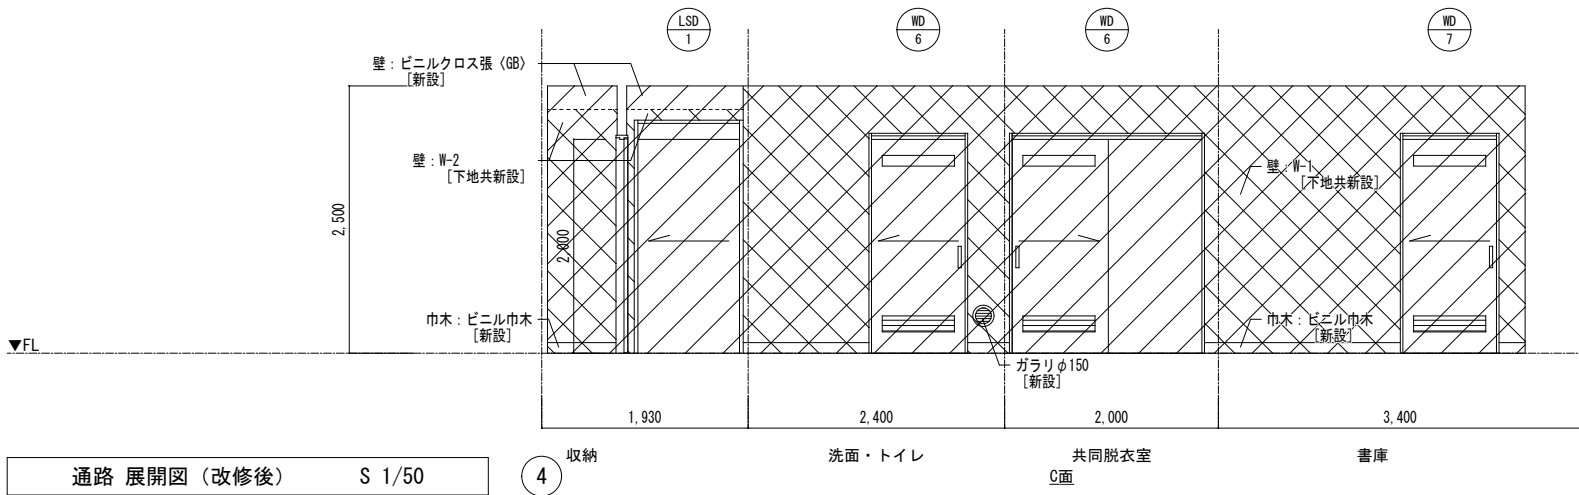 LSD
1
WD
6
WD
6
WD
7
壁：ビニルクロス張〈GB〉
[新設]
壁：W-2
[下地共新設]
壁：W-1
[下地共新設]
2,500
2,000
巾木：ビニル巾木
[新設]
巾木：ビニル巾木
[新設]
▼FL
ガラリφ150
[新設]
1,930
2,400
2,000
3,400
収納
洗面・トイレ
共同脱衣室
書庫
C面
通路 展開図（改修後） S 1/50
4